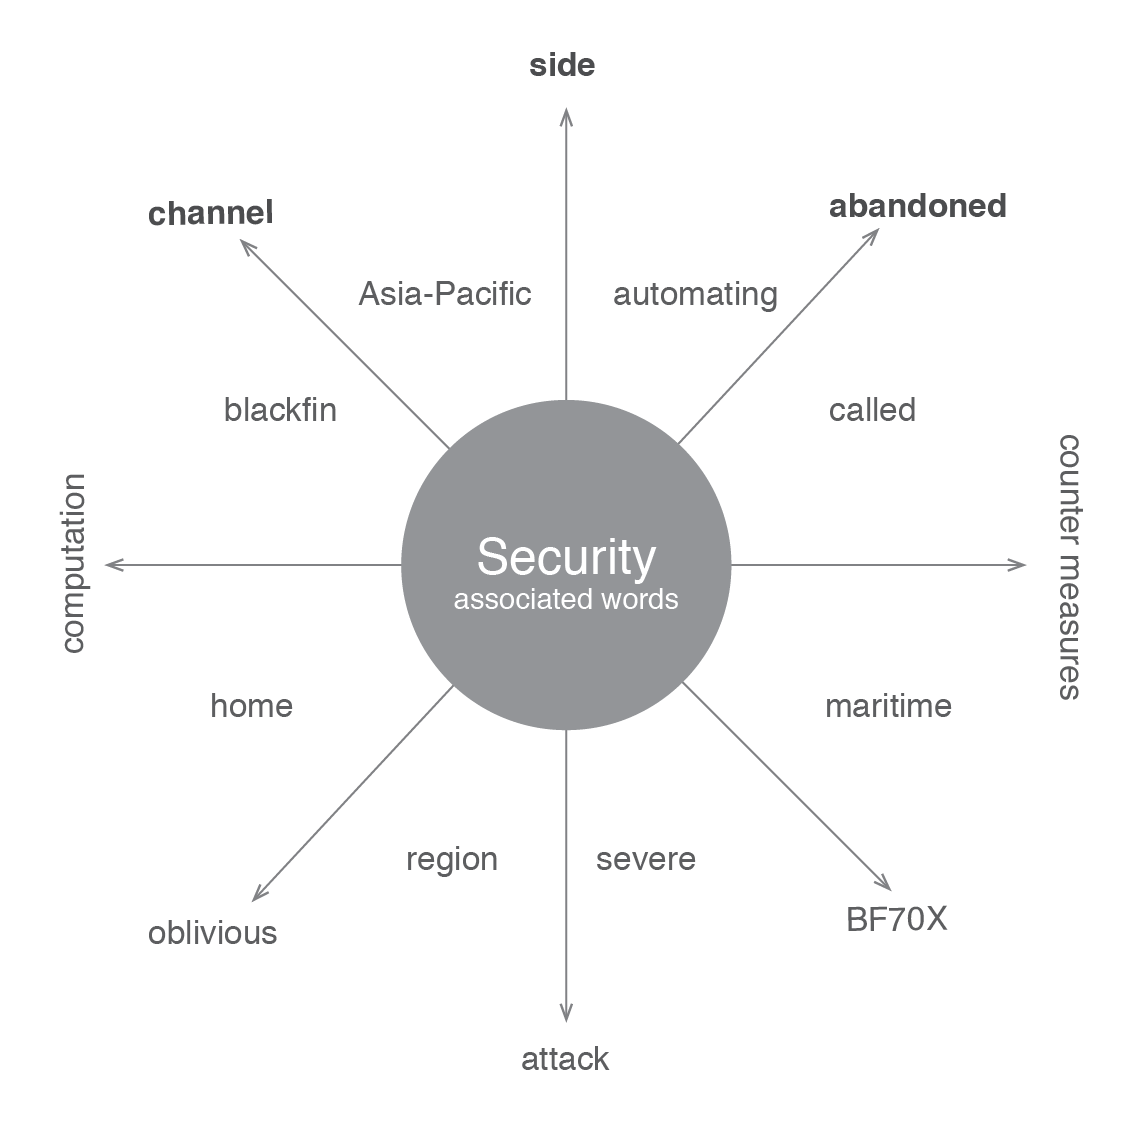 side
channel
abandoned
Asia-Pacific
automating
blackfin
called
computation
Security
associated words
counter measures
home
maritime
region
severe
oblivious
BF70X
attack